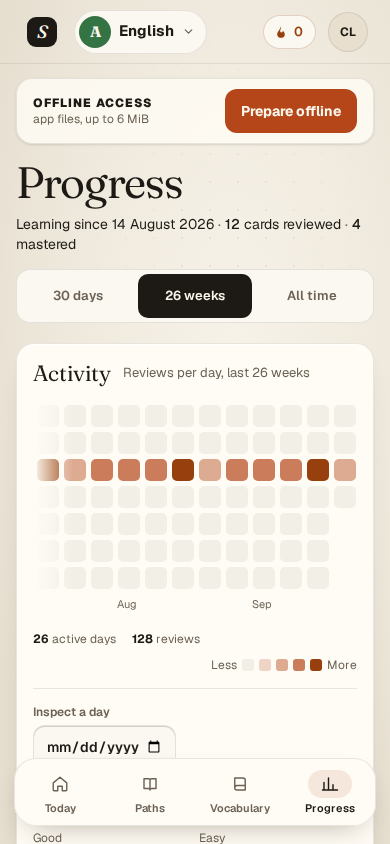 S
A English
0
CL
OFFLINE ACCESS
app files, up to 6 MiB
Prepare offline
Progress
Learning since 14 August 2026 · 12 cards reviewed · 4
mastered
30 days
26 weeks
All time
Activity
Reviews per day, last 26 weeks
Aug
Sep
26 active days
128 reviews
Less
More
Inspect a day
mm/dd/yyyy
Today
Paths
Vocabulary
Progress
Good
Easy